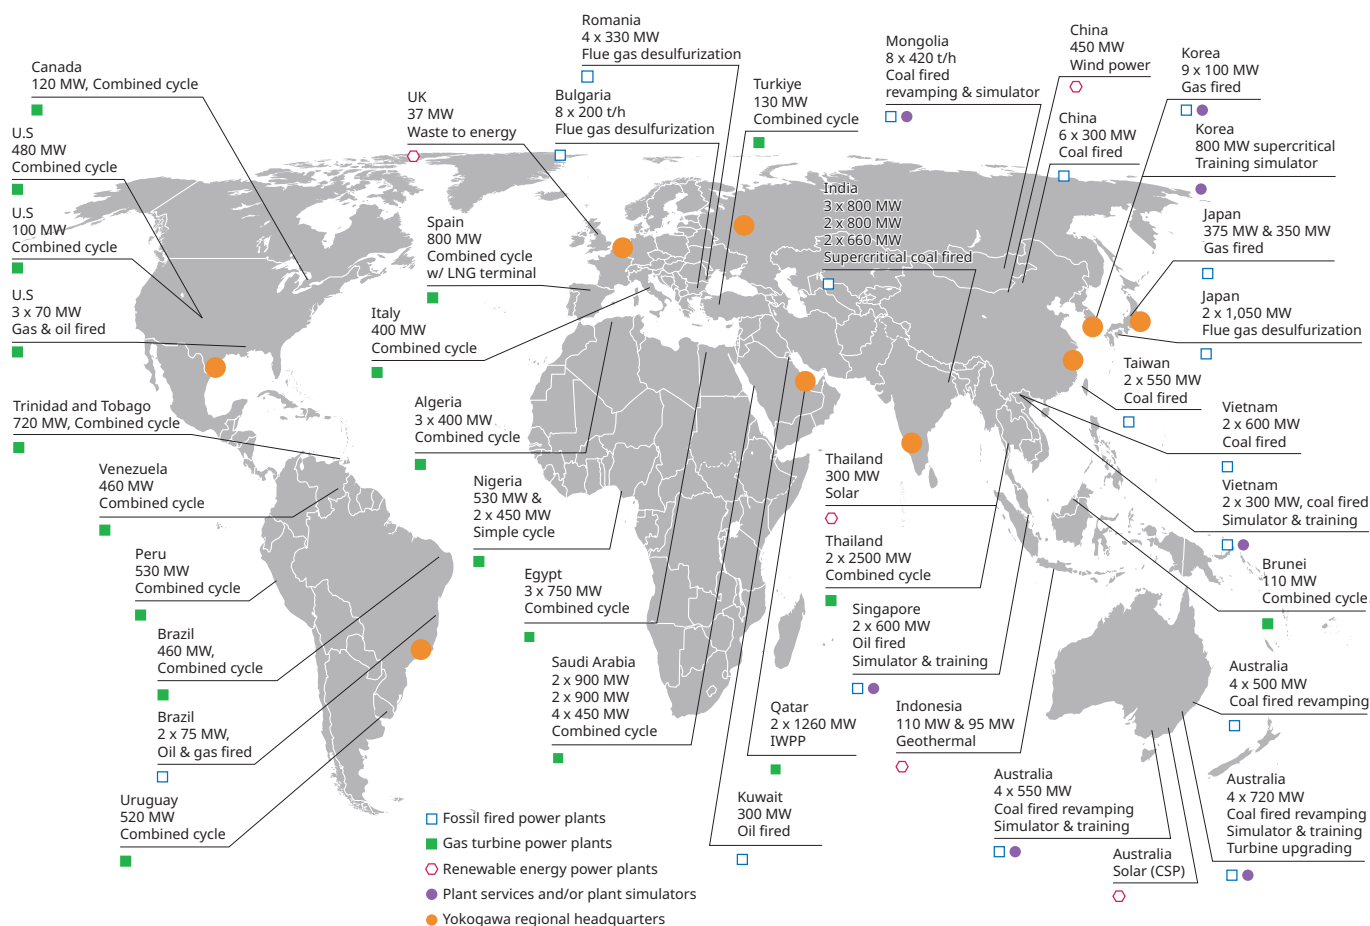 Canada
120 MW, Combined cycle
U.S
480 MW
Combined cycle
U.S
100 MW
Combined cycle
U.S
3 x 70 MW
Gas & oil fired
Trinidad and Tobago
720 MW, Combined cycle
Venezuela
460 MW
Combined cycle
Peru
530 MW
Combined cycle
Brazil
460 MW,
Combined cycle
Brazil
2 x 75 MW,
Oil & gas fired
Uruguay
520 MW
Combined cycle
UK
37 MW
Waste to energy
Romania
4 x 330 MW
Flue gas desulfurization
Bulgaria
8 x 200 t/h
Flue gas desulfurization
Turkiye
130 MW
Combined cycle
Spain
800 MW
Combined cycle
w/ LNG terminal
Italy
400 MW
Combined cycle
Algeria
3 x 400 MW
Combined cycle
Nigeria
530 MW &
2 x 450 MW
Simple cycle
Egypt
3 x 750 MW
Combined cycle
Saudi Arabia
2 x 900 MW
2 x 900 MW
4 x 450 MW
Combined cycle
Qatar
2 x 1260 MW
IWPP
Kuwait
300 MW
Oil fired
Mongolia
8 x 420 t/h
Coal fired
revamping & simulator
India
3 x 800 MW
2 x 800 MW
2 x 660 MW
Supercritical coal fired
China
450 MW
Wind power
China
6 x 300 MW
Coal fired
Korea
9 x 100 MW
Gas fired
Korea
800 MW supercritical
Training simulator
Japan
375 MW & 350 MW
Gas fired
Japan
2 x 1,050 MW
Flue gas desulfurization
Taiwan
2 x 550 MW
Coal fired
Vietnam
2 x 600 MW
Coal fired
Vietnam
2 x 300 MW, coal fired
Simulator & training
Thailand
300 MW
Solar
Thailand
2 x 2500 MW
Combined cycle
Singapore
2 x 600 MW
Oil fired
Simulator & training
Indonesia
110 MW & 95 MW
Geothermal
Brunei
110 MW
Combined cycle
Australia
4 x 500 MW
Coal fired revamping
Australia
4 x 550 MW
Coal fired revamping
Simulator & training
Australia
Solar (CSP)
Australia
4 x 720 MW
Coal fired revamping
Simulator & training
Turbine upgrading
Fossil fired power plants
Gas turbine power plants
Renewable energy power plants
Plant services and/or plant simulators
Yokogawa regional headquarters